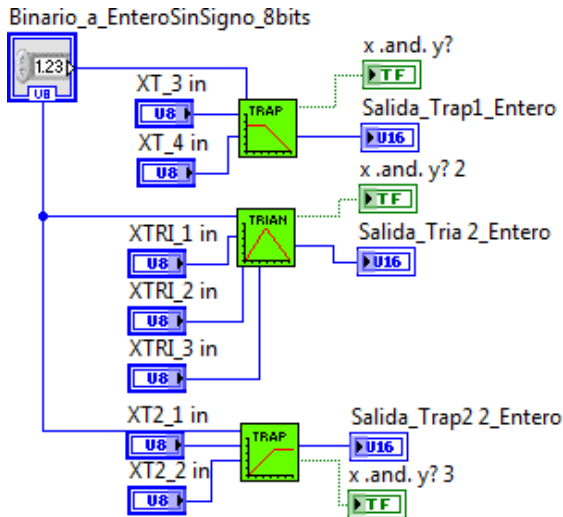 Binario_a_EnteroSinSigno_8bits
1.23
U8
x .and. y?
TF
XT_3 in
U8
TRAP
Salida_Trap1_Entero
U16
XT_4 in
U8
x .and. y? 2
TF
TRIAN
XTRI_1 in
U8
Salida_Tria 2_Entero
U16
XTRI_2 in
U8
XTRI_3 in
U8
XT2_1 in
U8
TRAP
Salida_Trap2 2_Entero
U16
XT2_2 in
U8
x .and. y? 3
TF